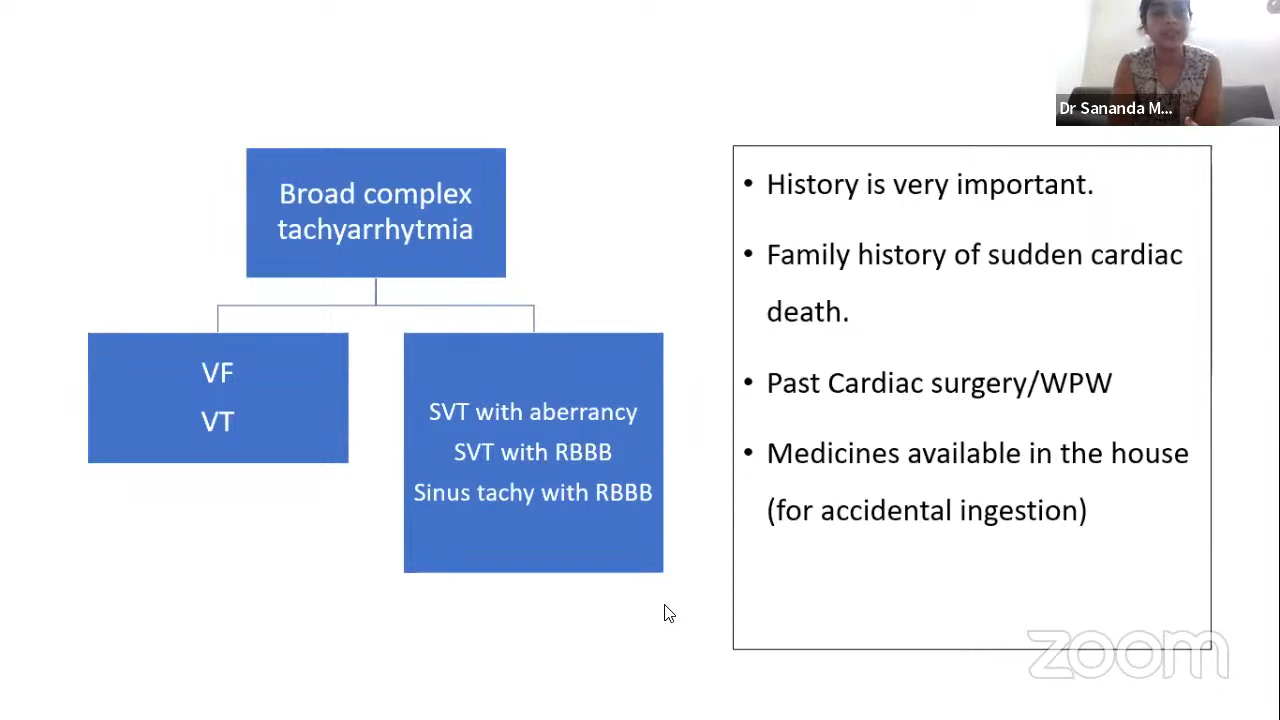 Dr Sananda M...
Broad complex
tachyarrhytmia
VF
VT
SVT with aberrancy
SVT with RBBB
Sinus tachy with RBBB
• History is very important.
• Family history of sudden cardiac
death.
• Past Cardiac surgery/WPW
• Medicines available in the house
(for accidental ingestion)
zoom